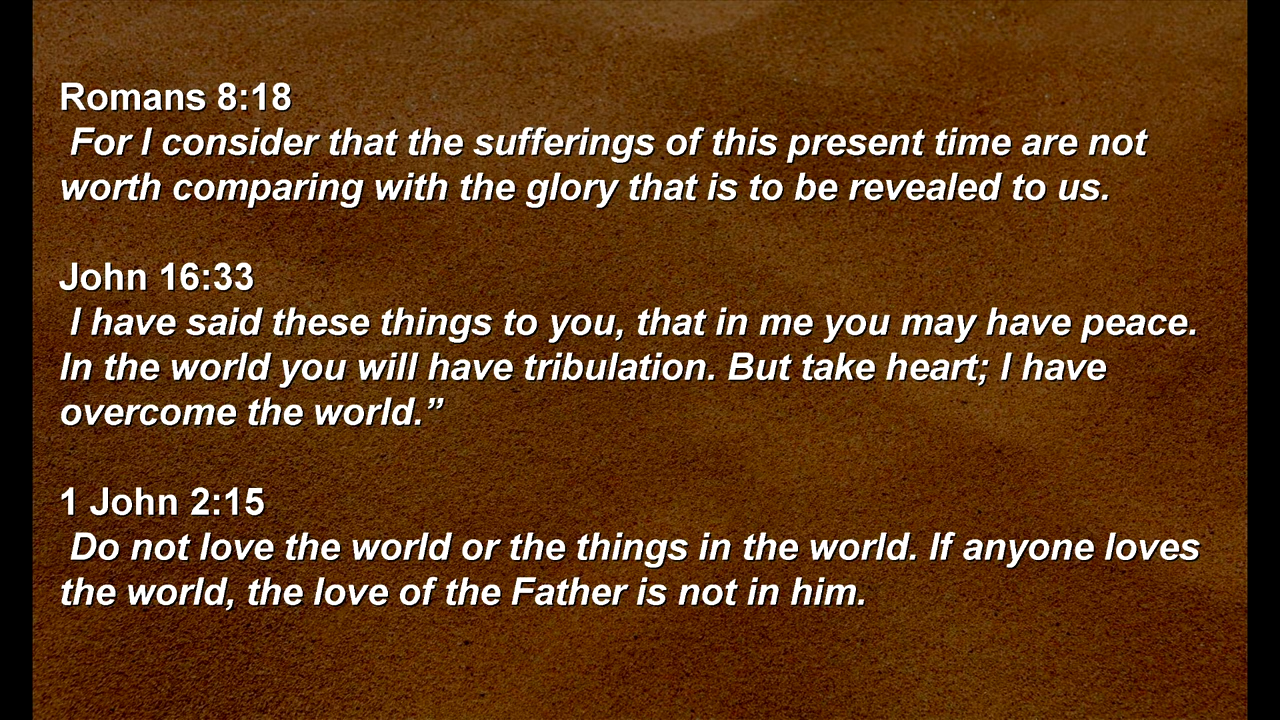 Romans 8:18
For I consider that the sufferings of this present time are not
worth comparing with the glory that is to be revealed to us.
John 16:33
I have said these things to you, that in me you may have peace.
In the world you will have tribulation. But take heart; I have
overcome the world.”
1 John 2:15
Do not love the world or the things in the world. If anyone loves
the world, the love of the Father is not in him.